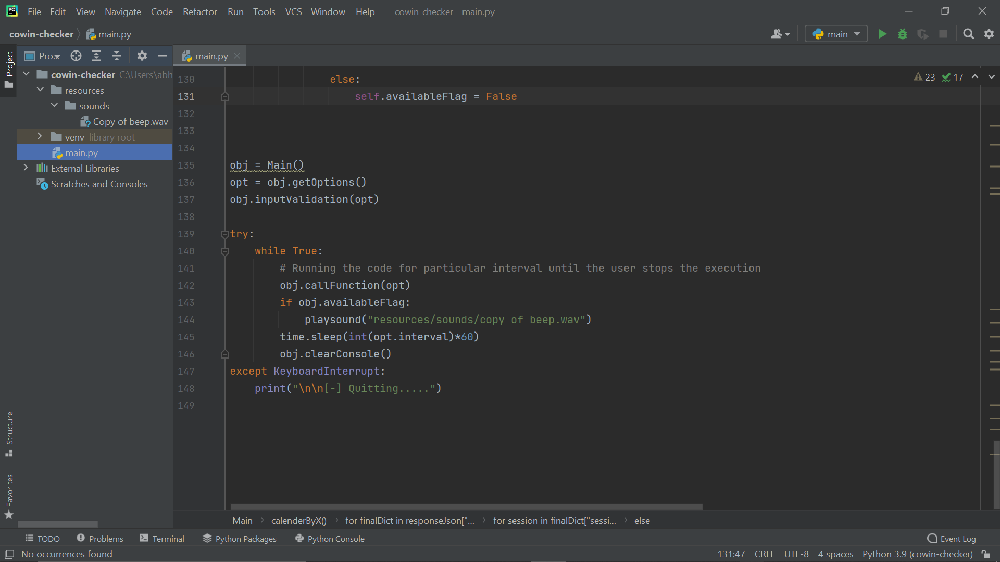 PC File Edit View Navigate Code Refactor Run Tools VCS Window Help cowin-checker - main.py
cowin-checker main.py main
Project Pro... main.py
cowin-checker C:\Users\abh
resources
sounds
Copy of beep.wav
venv library root
main.py
External Libraries
Scratches and Consoles
Structure
Favorites
130 else:
23 17
131 self.availableFlag = False
132
133
134
135 obj = Main()
136 opt = obj.getOptions()
137 obj.inputValidation(opt)
138
139 try:
140 while True:
141 # Running the code for particular interval until the user stops the execution
142 obj.callFunction(opt)
143 if obj.availableFlag:
144 playsound("resources/sounds/copy of beep.wav")
145 time.sleep(int(opt.interval)*60)
146 obj.clearConsole()
147 except KeyboardInterrupt:
148 print("\n\n[-] Quitting.....")
149
Main › calenderByX() › for finalDict in responseJson["... › for session in finalDict["sessi... › else
TODO Problems Terminal Python Packages Python Console Event Log
No occurrences found 131:47 CRLF UTF-8 4 spaces Python 3.9 (cowin-checker)